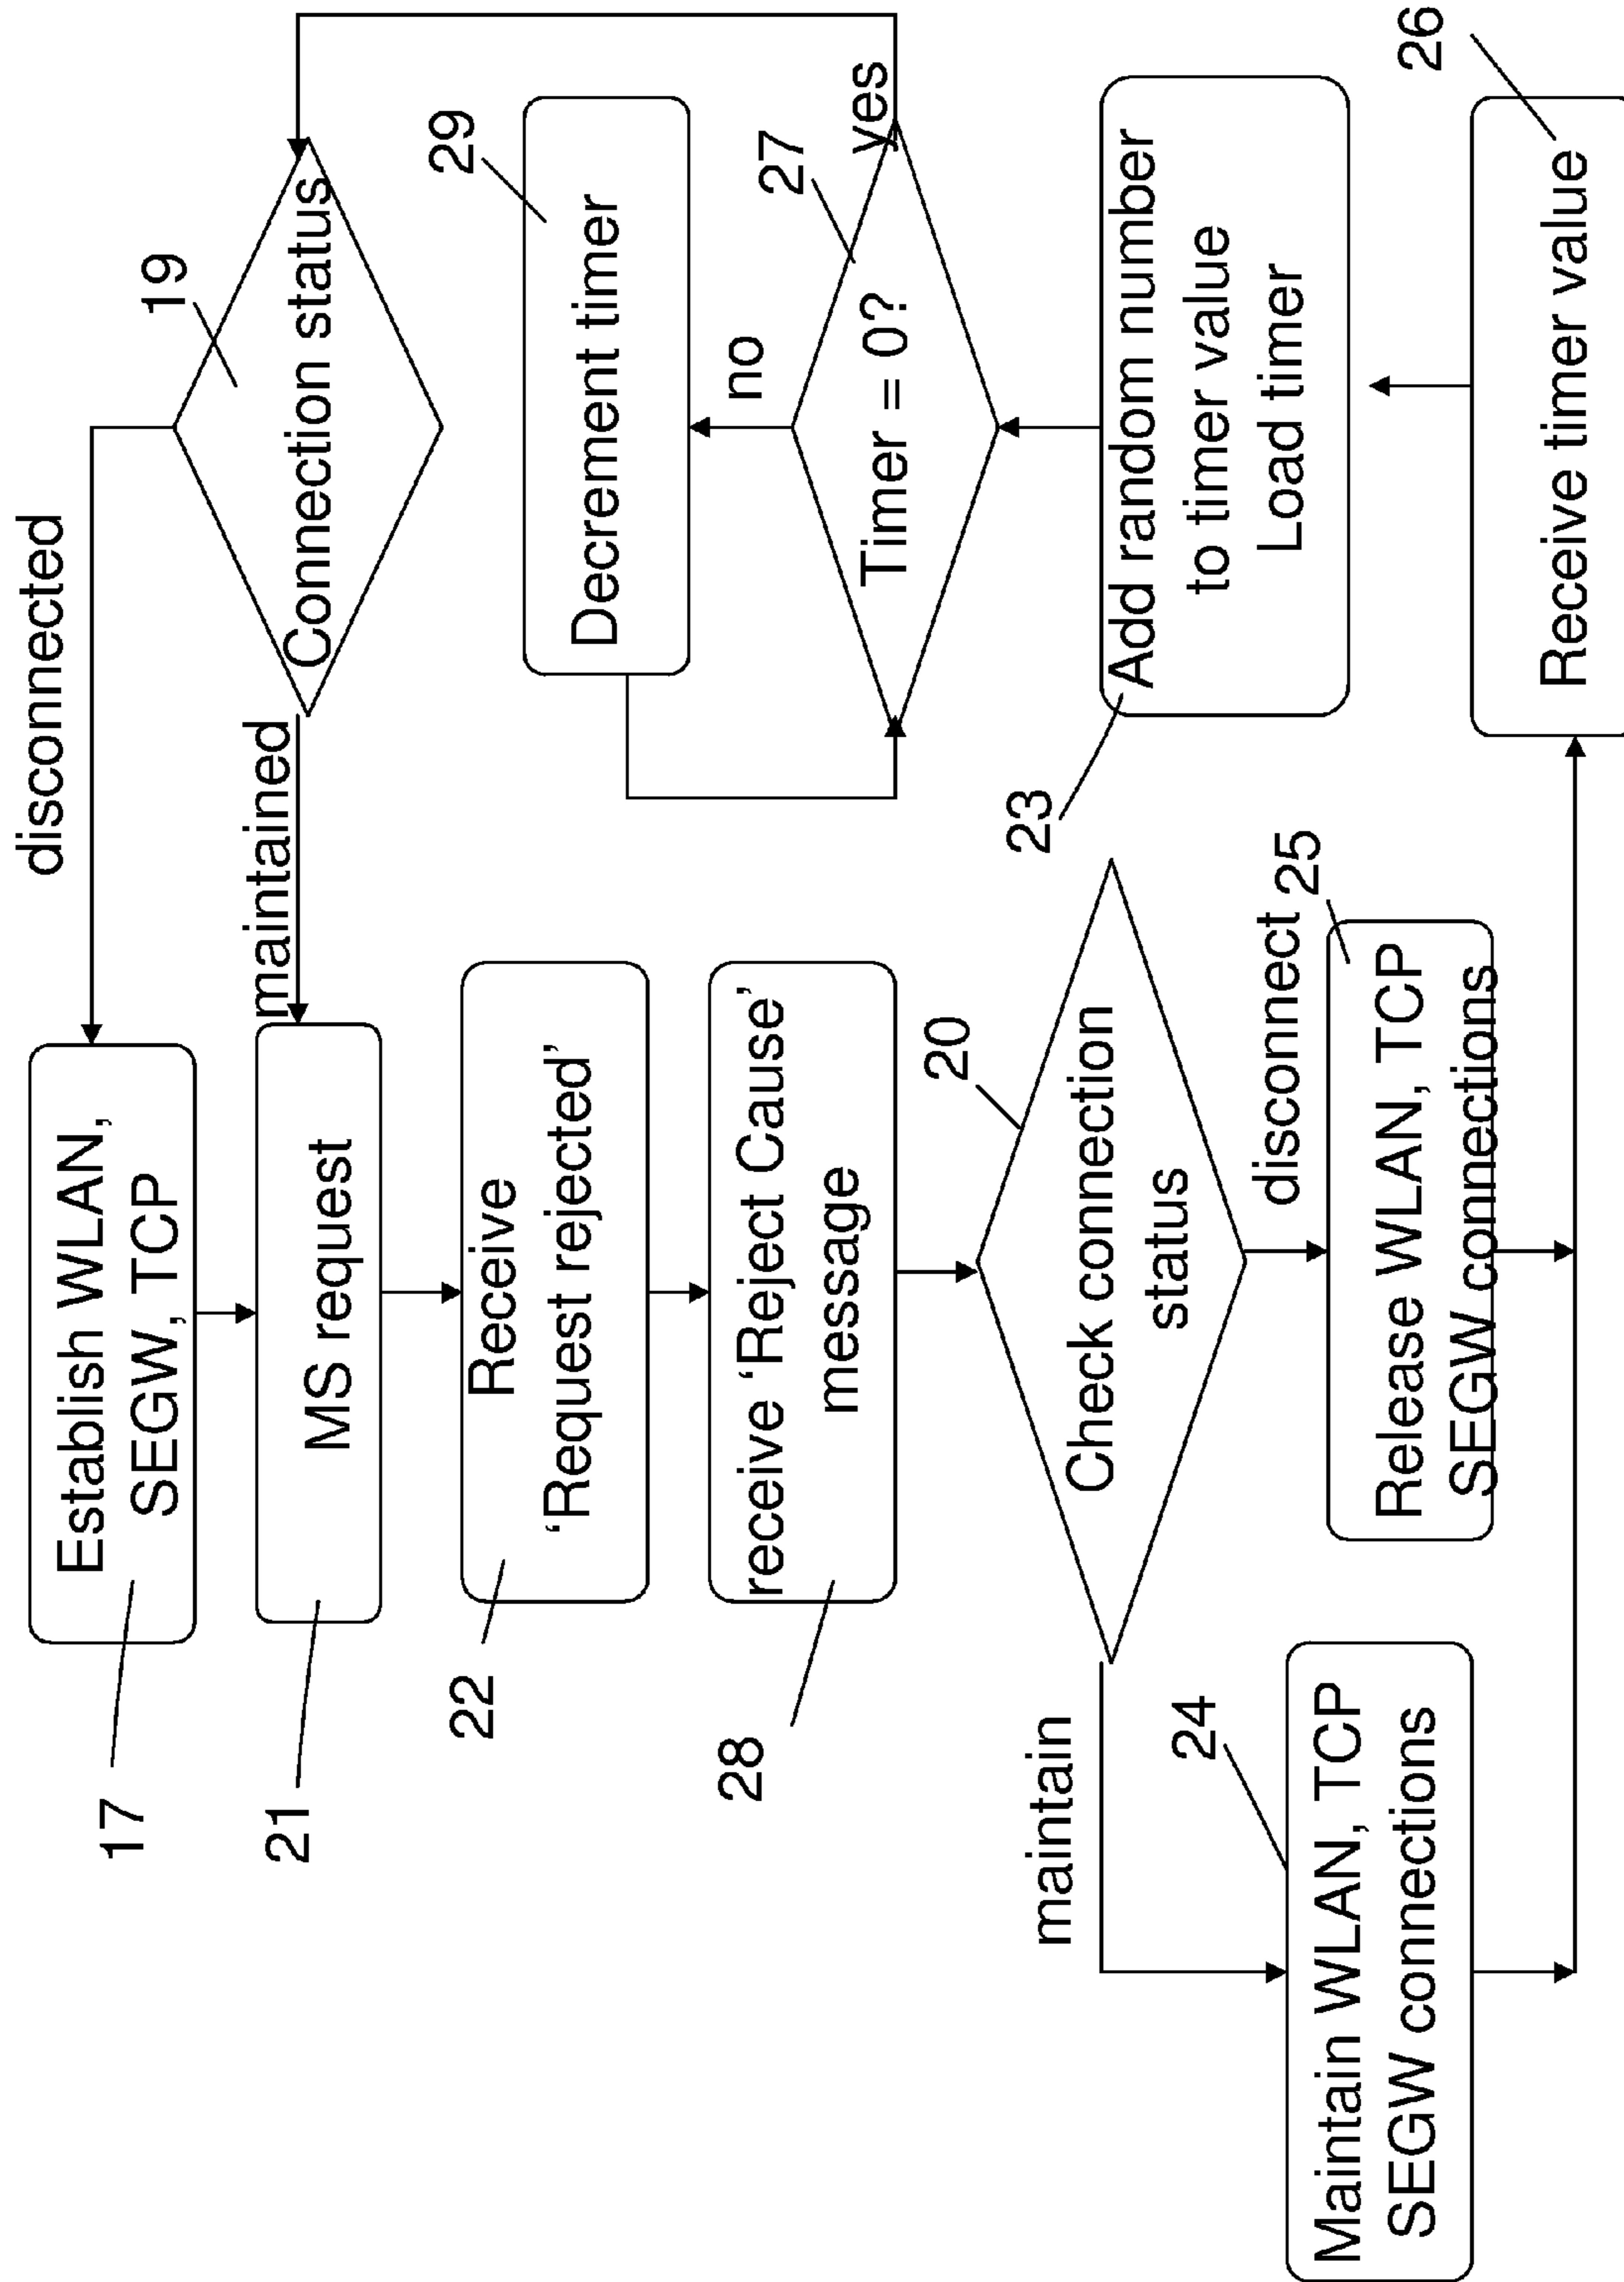 disconnected
17
Establish WLAN,
SEGW, TCP
19
Connection status
maintained
21
MS request
22
Receive
‘Request rejected’
29
Decrement timer
28
receive ‘Reject Cause’
message
no
27
Timer = 0?
yes
20
Check connection
status
maintain
disconnect
23
Add random number
to timer value
Load timer
24
Maintain WLAN, TCP
SEGW connections
25
Release WLAN, TCP
SEGW connections
26
Receive timer value